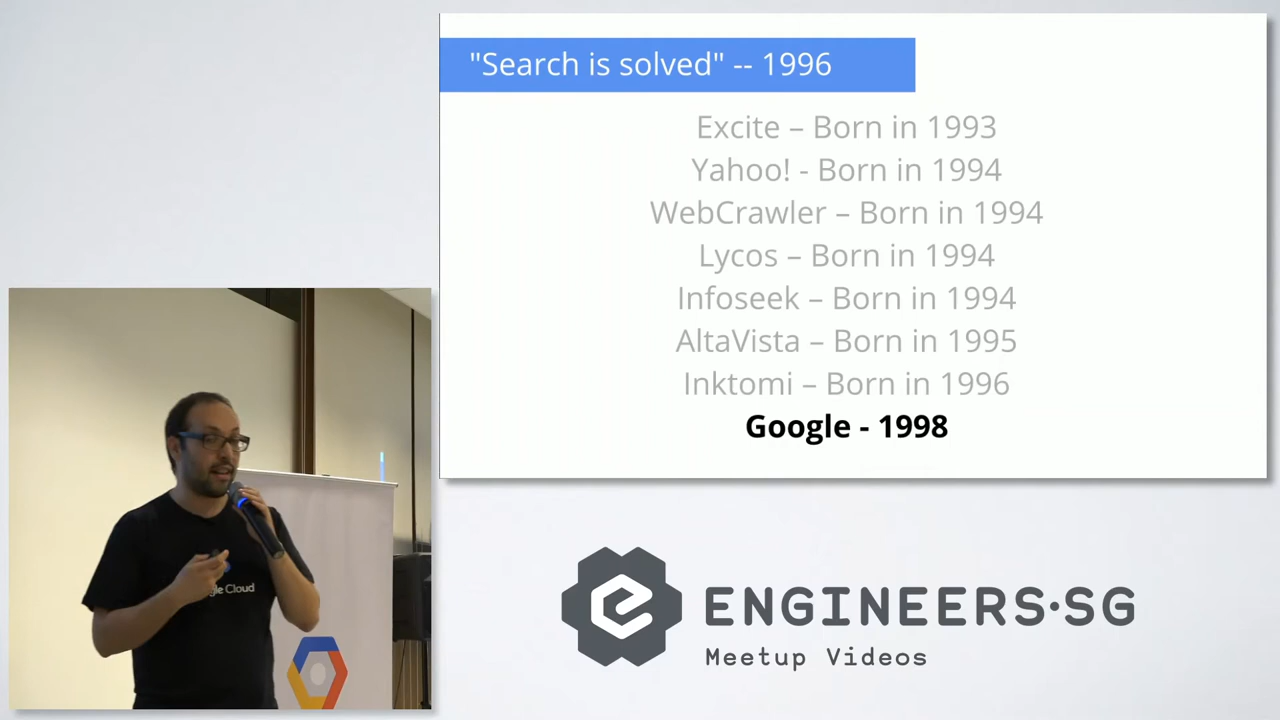 "Search is solved" -- 1996
Excite – Born in 1993
Yahoo! - Born in 1994
WebCrawler – Born in 1994
Lycos – Born in 1994
Infoseek – Born in 1994
AltaVista – Born in 1995
Inktomi – Born in 1996
Google - 1998
gle Cloud
ENGINEERS·SG
Meetup Videos